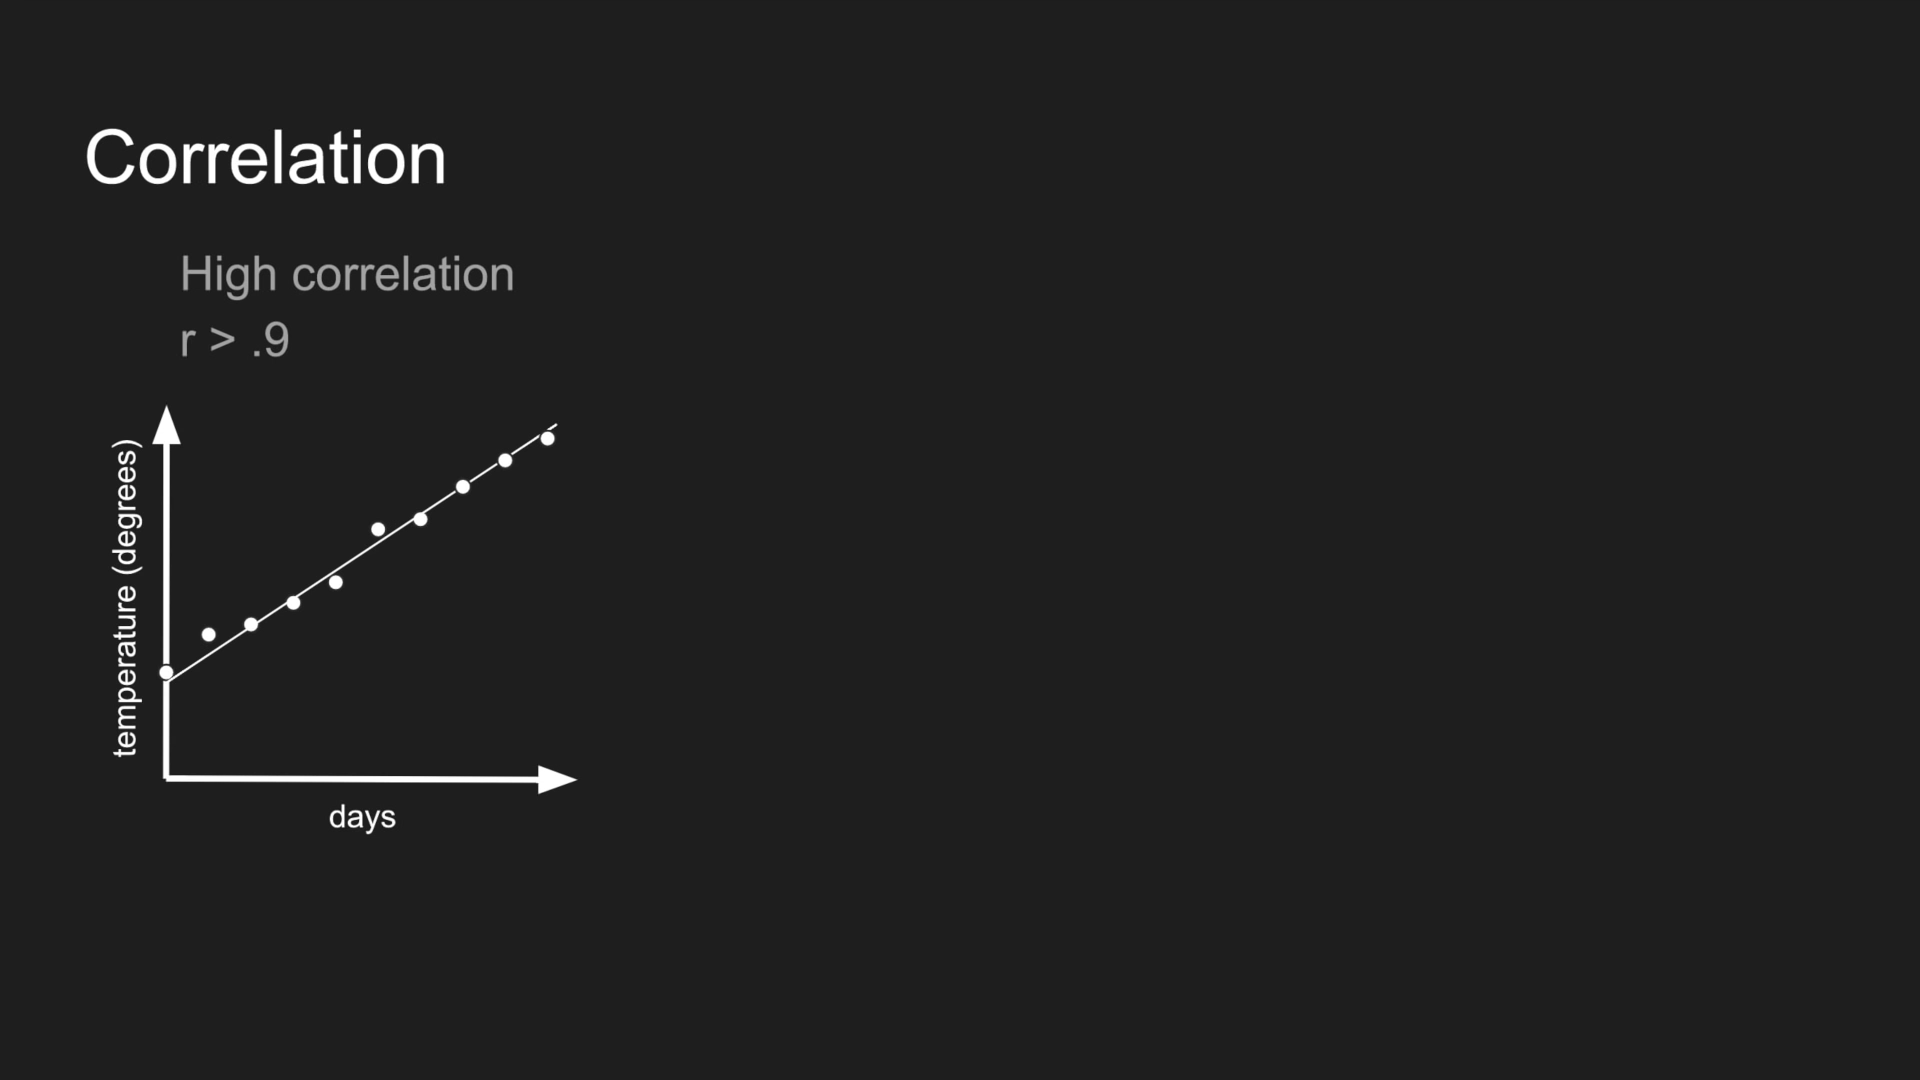 Correlation
High correlation
r > .9
temperature (degrees)
days